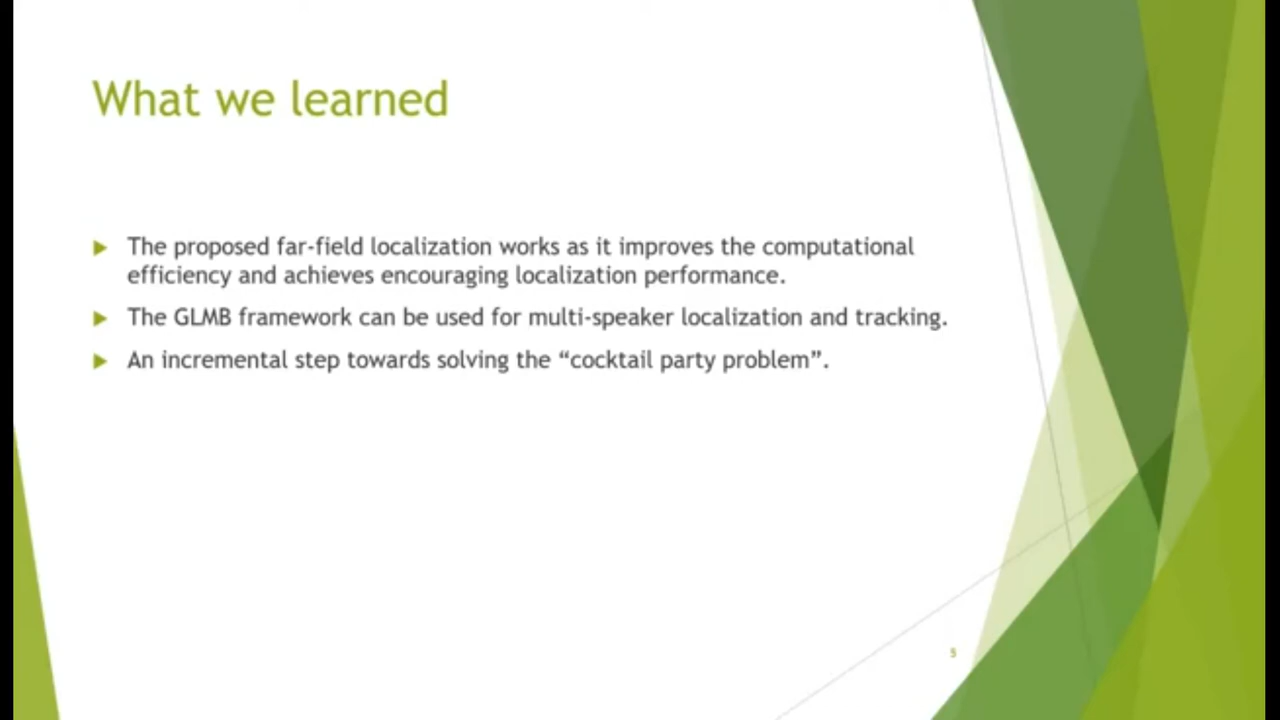 What we learned
The proposed far-field localization works as it improves the computational
efficiency and achieves encouraging localization performance.
The GLMB framework can be used for multi-speaker localization and tracking.
An incremental step towards solving the “cocktail party problem”.
5